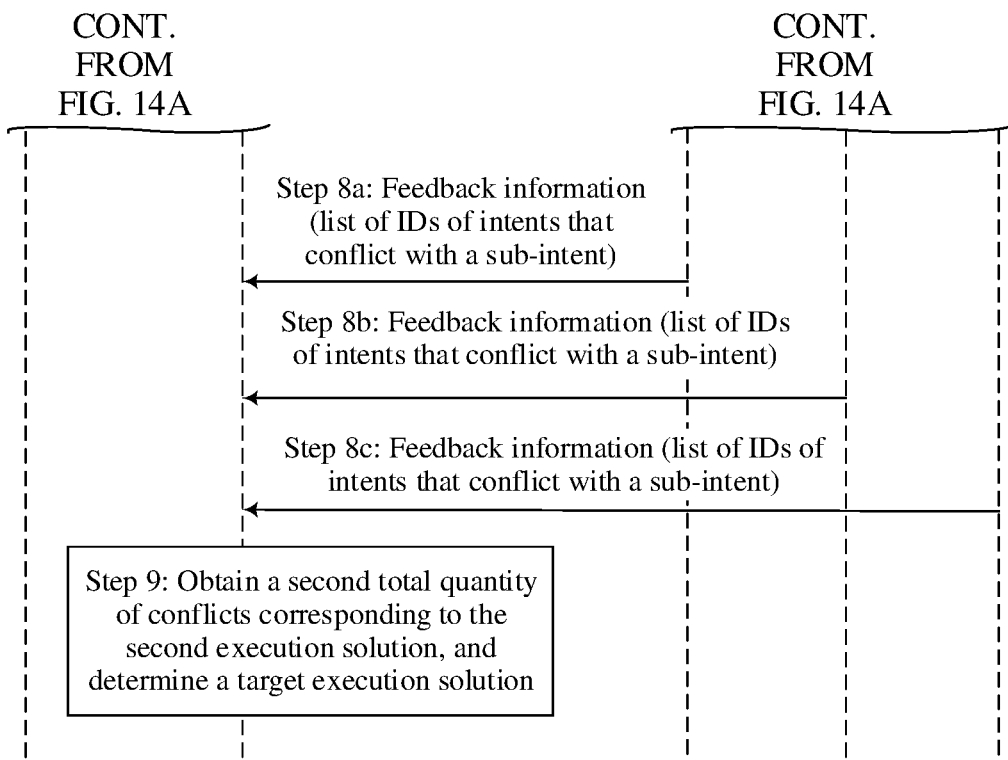 CONT.
FROM
FIG. 14A
CONT.
FROM
FIG. 14A
Step 8a: Feedback information
(list of IDs of intents that
conflict with a sub-intent)
Step 8b: Feedback information (list of IDs
of intents that conflict with a sub-intent)
Step 8c: Feedback information (list of IDs of
intents that conflict with a sub-intent)
Step 9: Obtain a second total quantity
of conflicts corresponding to the
second execution solution, and
determine a target execution solution